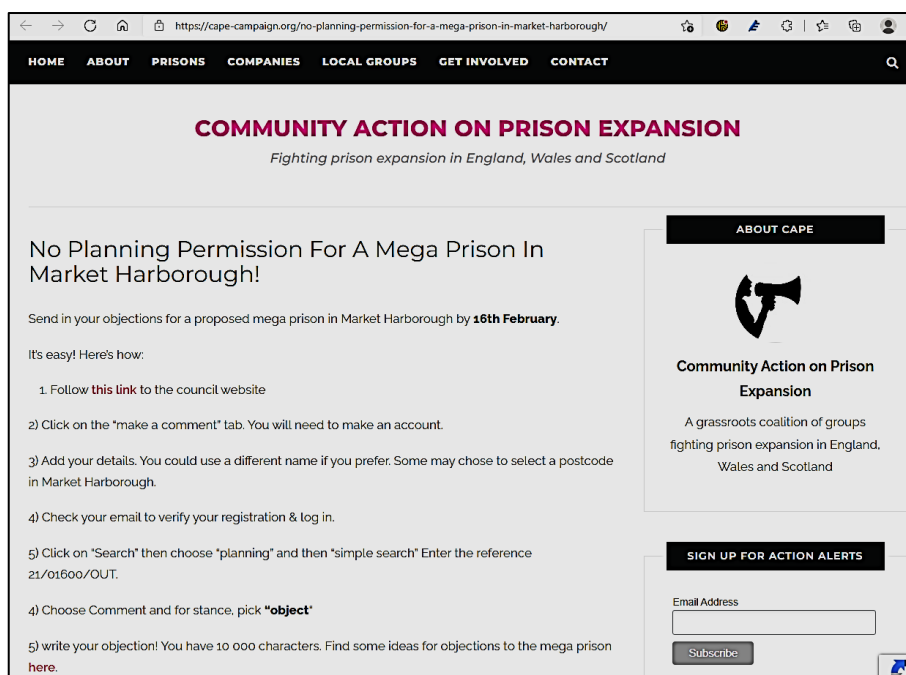 https://cape-campaign.org/no-planning-permission-for-a-mega-prison-in-market-harborough/
HOME ABOUT PRISONS COMPANIES LOCAL GROUPS GET INVOLVED CONTACT
COMMUNITY ACTION ON PRISON EXPANSION
Fighting prison expansion in England, Wales and Scotland
No Planning Permission For A Mega Prison In
Market Harborough!
Send in your objections for a proposed mega prison in Market Harborough by 16th February.
It's easy! Here's how:
1. Follow this link to the council website
2) Click on the "make a comment" tab. You will need to make an account.
3) Add your details. You could use a different name if you prefer. Some may chose to select a postcode
in Market Harborough.
4) Check your email to verify your registration & log in.
5) Click on "Search" then choose "planning" and then "simple search" Enter the reference
21/01600/OUT.
4) Choose Comment and for stance, pick "object"
5) write your objection! You have 10 000 characters. Find some ideas for objections to the mega prison
here.
ABOUT CAPE
Community Action on Prison
Expansion
A grassroots coalition of groups
fighting prison expansion in England,
Wales and Scotland
SIGN UP FOR ACTION ALERTS
Email Address
Subscribe